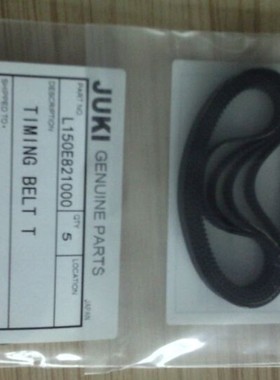 JUKI GENUINE PARTS
PART NO. QTY LOCATION
L150E821000 5
DESCRIPTION JAPAN
TIMING BELT T
SHIPPED TO: